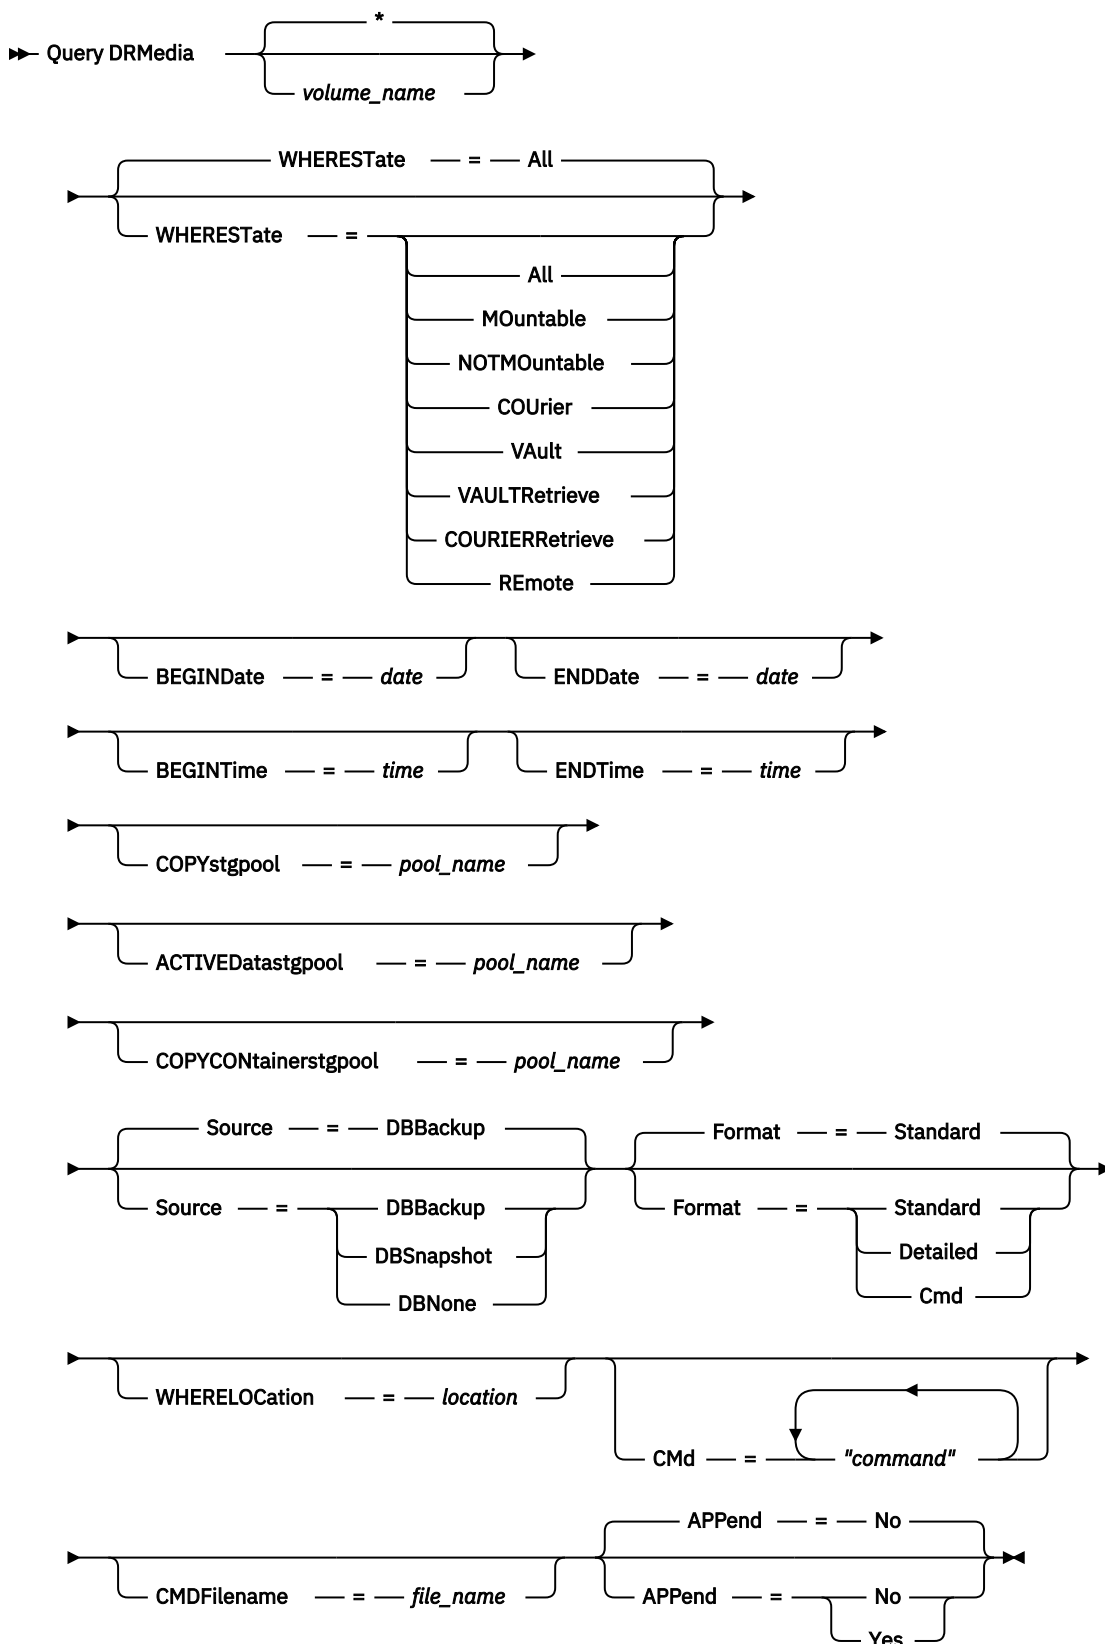 *
Query DRMedia
volume_name
WHERESTate = All
WHERESTate =
All
MOuntable
NOTMOuntable
COUrier
VAult
VAULTRetrieve
COURIERRetrieve
REmote
BEGINDate = date ENDDate = date
BEGINTime = time ENDTime = time
COPYstgpool = pool_name
ACTIVEDatastgpool = pool_name
COPYCONtainerstgpool = pool_name
Source = DBBackup Format = Standard
Source = DBBackup Format = Standard
DBSnapshot Detailed
DBNone Cmd
WHERELOCation = location
CMd = "command"
APPend = No
CMDFilename = file_name APPend = No
Yes